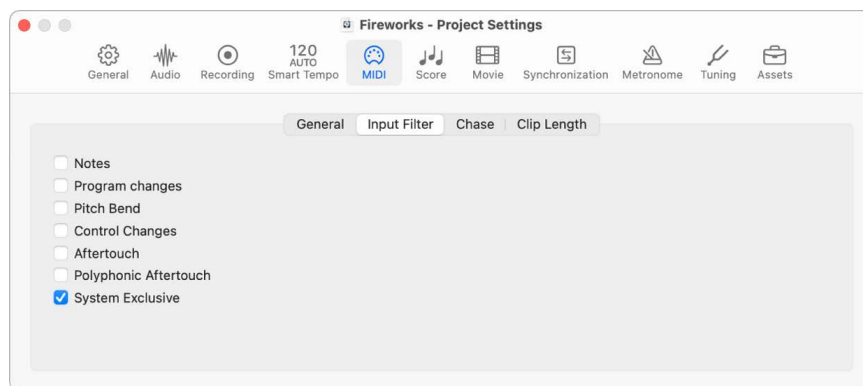 Fireworks - Project Settings
120
AUTO
General Audio Recording Smart Tempo MIDI Score Movie Synchronization Metronome Tuning Assets
General Input Filter Chase Clip Length
Notes
Program changes
Pitch Bend
Control Changes
Aftertouch
Polyphonic Aftertouch
System Exclusive